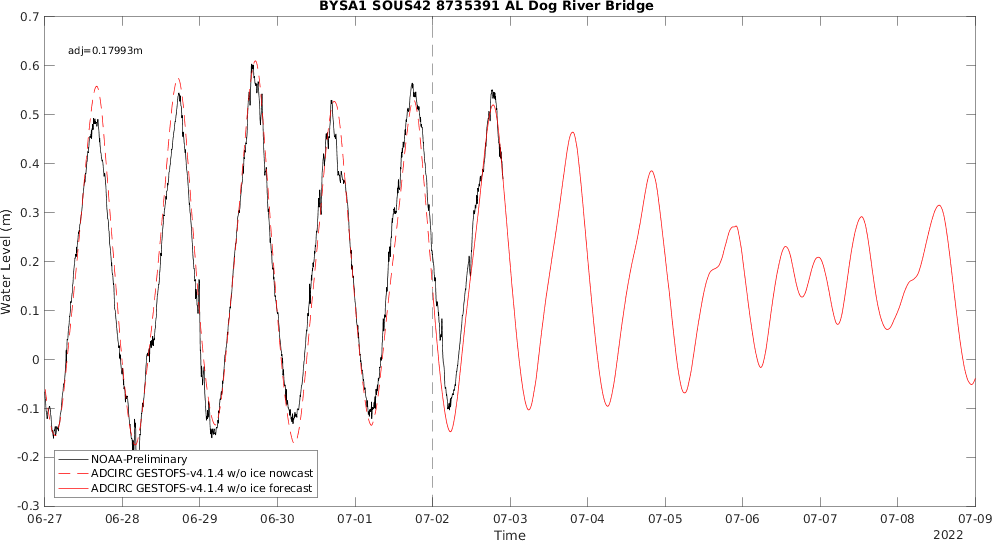 BYSA1 SOUS42 8735391 AL Dog River Bridge
0.7
adj=0.17993m
0.6
0.5
0.4
0.3
0.2
0.1
0
-0.1
-0.2
-0.3
Water Level (m)
NOAA-Preliminary
ADCIRC GESTOFS-v4.1.4 w/o ice nowcast
ADCIRC GESTOFS-v4.1.4 w/o ice forecast
06-27 06-28 06-29 06-30 07-01 07-02 07-03 07-04 07-05 07-06 07-07 07-08 07-09
Time
2022